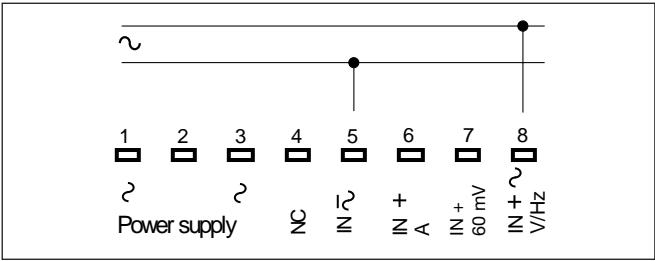 ~
1 2 3 4 5 6 7 8
~ ~
Power supply
NC
IN ≂
IN +
A
IN +
60 mV
IN + ~
V/Hz